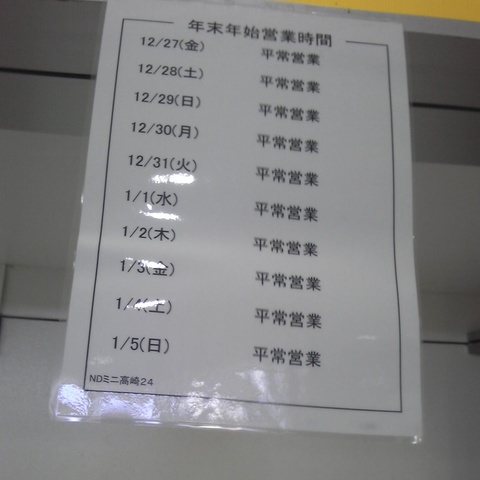 年末年始営業時間
12/27(金) 平常営業
12/28(土) 平常営業
12/29(日) 平常営業
12/30(月) 平常営業
12/31(火) 平常営業
1/1(水) 平常営業
1/2(木) 平常営業
1/3(金) 平常営業
1/4(土) 平常営業
1/5(日) 平常営業
NDミニ高崎24